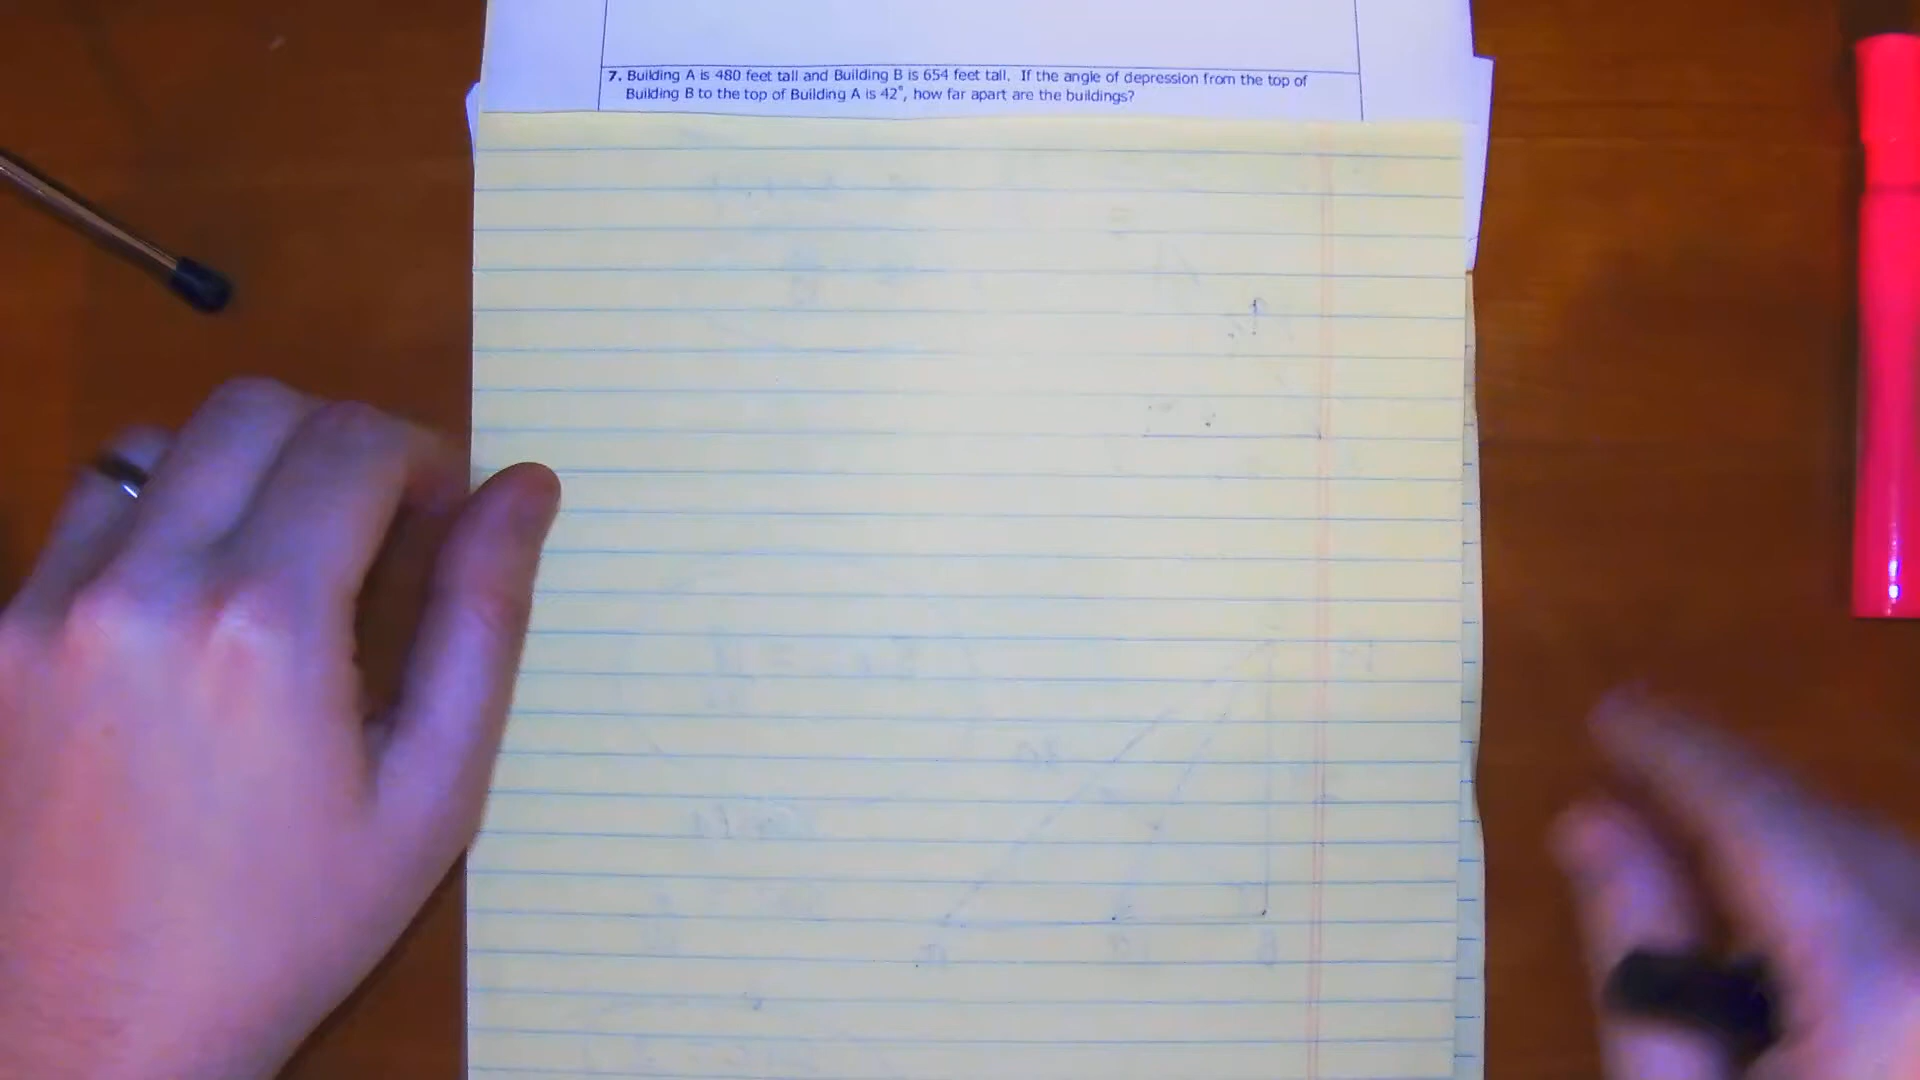 7. Building A is 480 feet tall and Building B is 654 feet tall. If the angle of depression from the top of
Building B to the top of Building A is 42°, how far apart are the buildings?